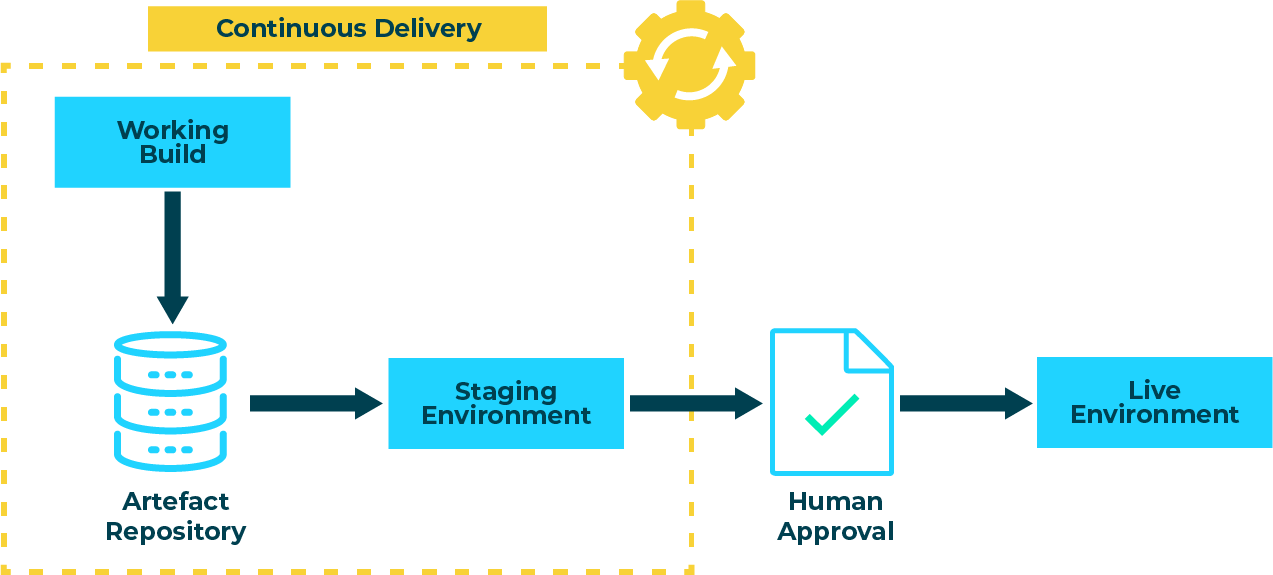 Continuous Delivery
Working
Build
Staging
Environment
Live
Environment
Artefact
Repository
Human
Approval